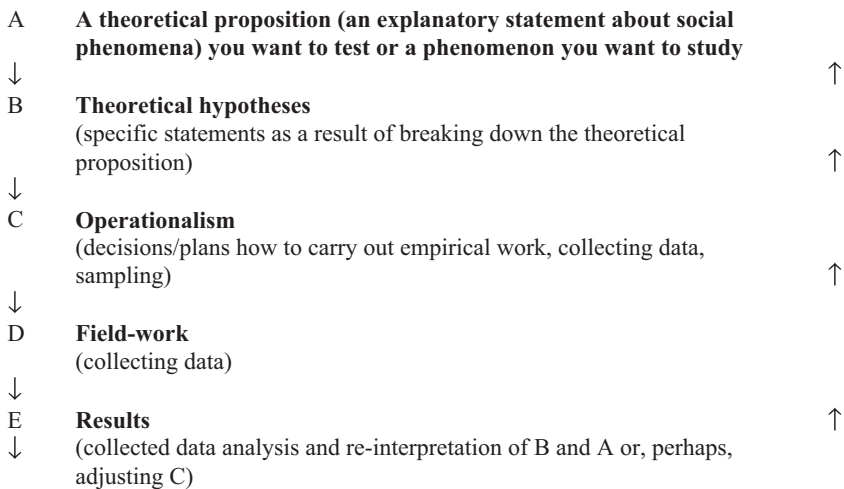 A A theoretical proposition (an explanatory statement about social
phenomena) you want to test or a phenomenon you want to study
↓ ↑
B Theoretical hypotheses
(specific statements as a result of breaking down the theoretical
proposition) ↑
↓
C Operationalism
(decisions/plans how to carry out empirical work, collecting data,
sampling) ↑
↓
D Field-work
(collecting data)
↓
E Results ↑
↓ (collected data analysis and re-interpretation of B and A or, perhaps,
adjusting C)